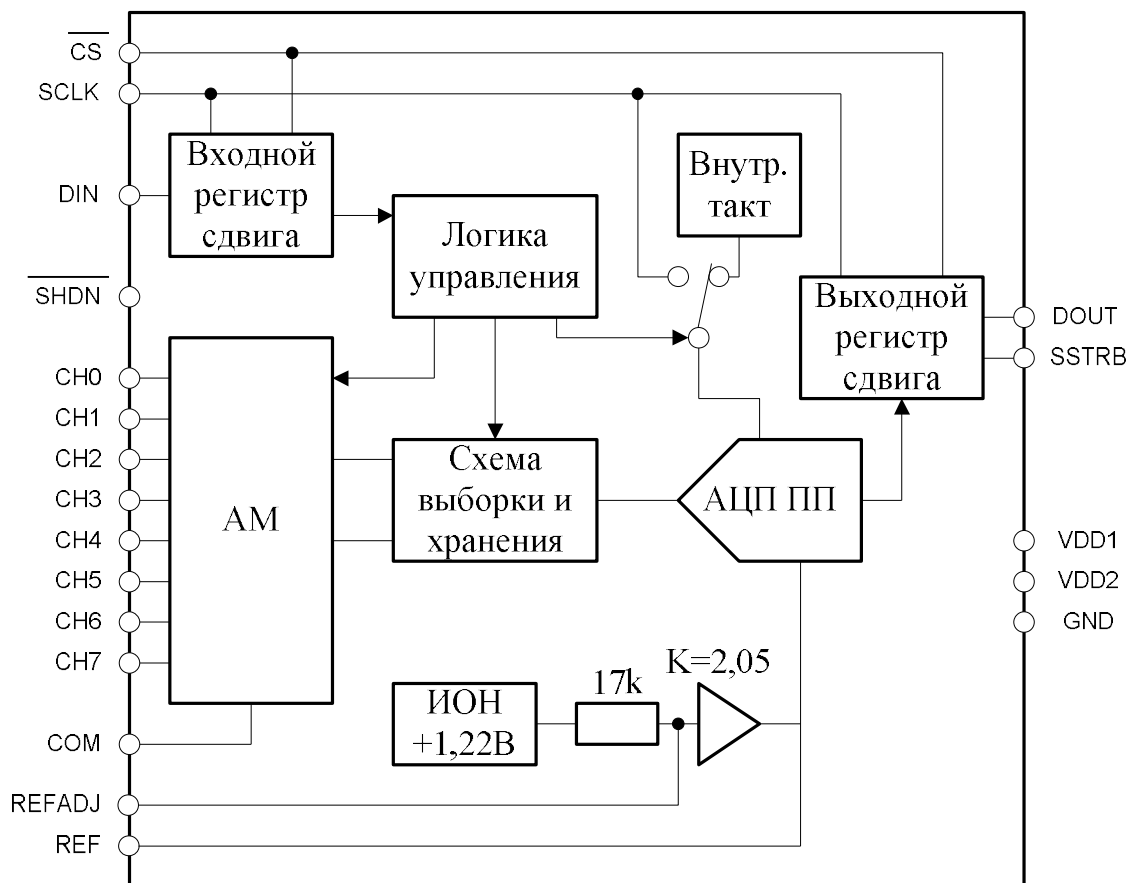 CS
SCLK
DIN
SHDN
CH0
CH1
CH2
CH3
CH4
CH5
CH6
CH7
COM
REFADJ
REF
Входной
регистр
сдвига
Логика
управления
Внутр.
такт
Выходной
регистр
сдвига
DOUT
SSTRB
АМ
Схема
выборки и
хранения
АЦП ПП
VDD1
VDD2
GND
ИОН
+1,22В
17k
K=2,05